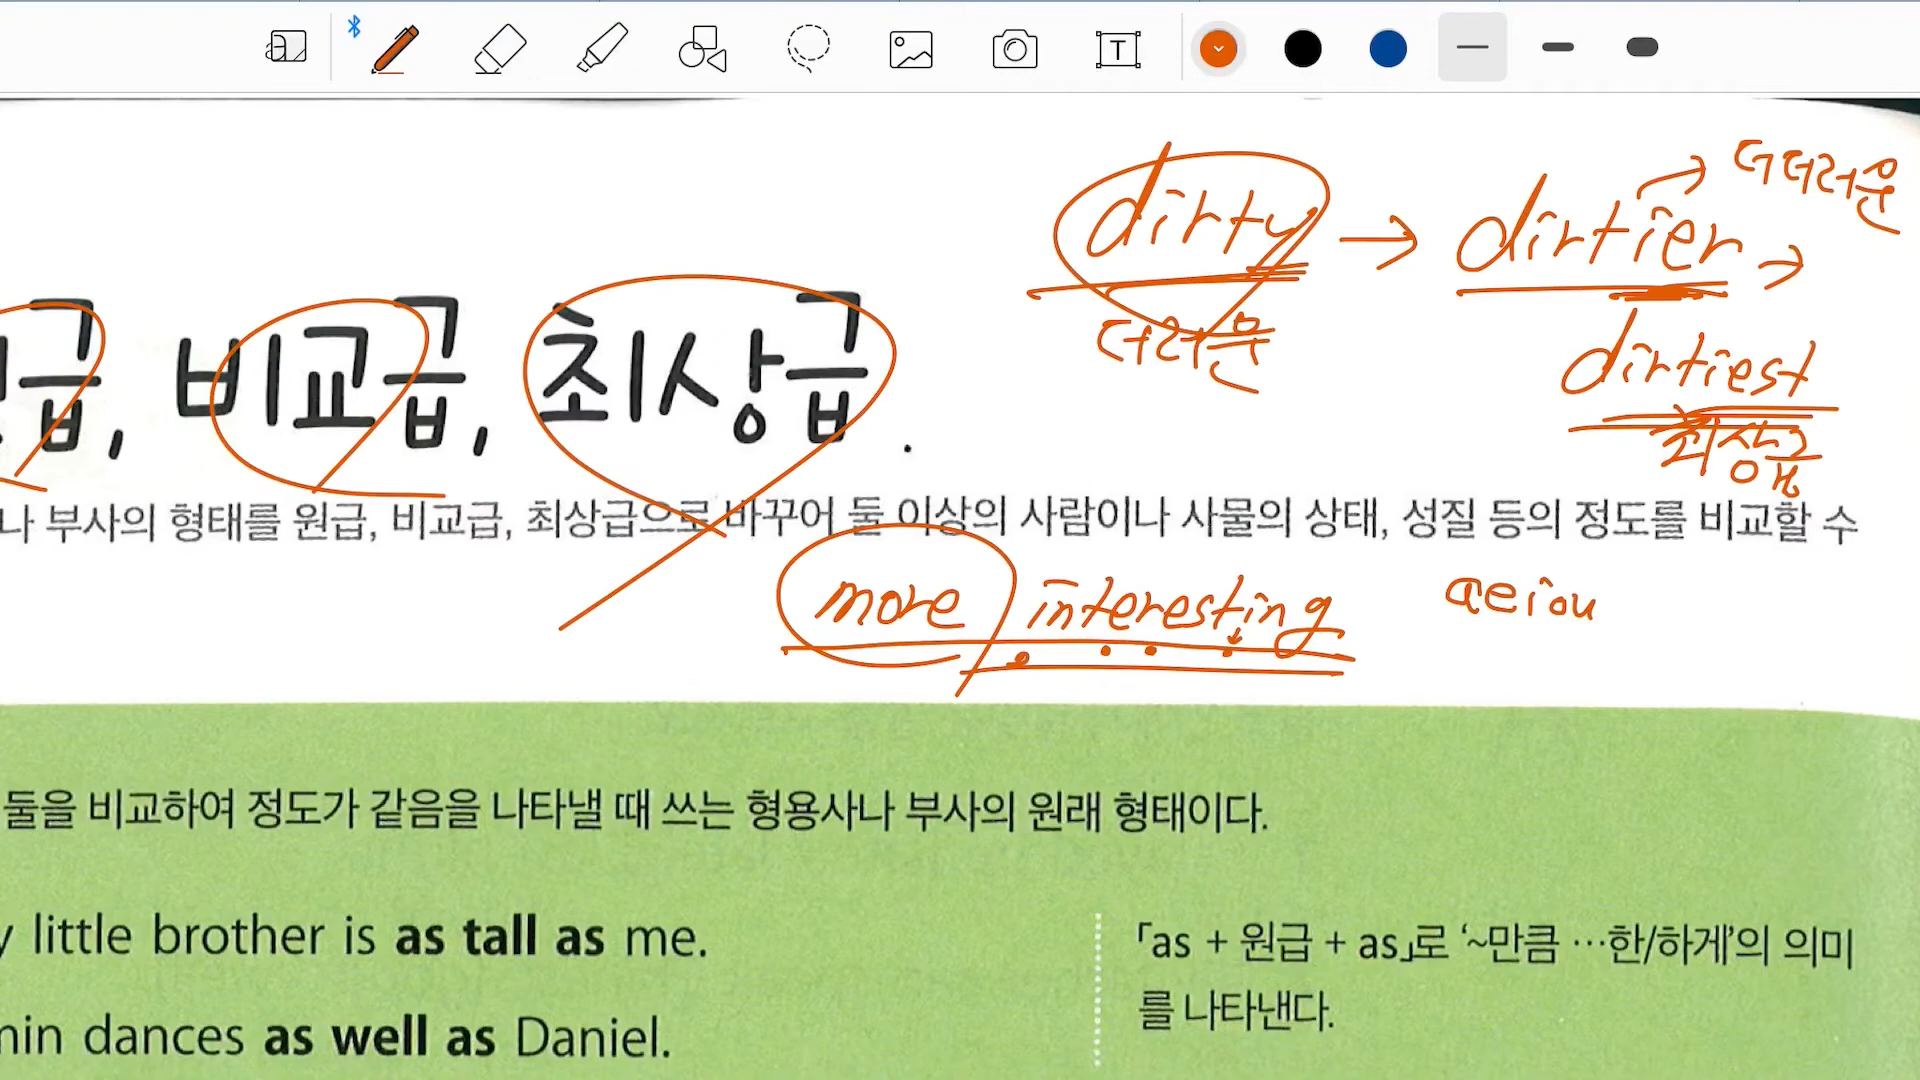 T
dirty → dirtier → 더러운
더러운
dirtiest
최상급
급, 비교급, 최상급.
나 부사의 형태를 원급, 비교급, 최상급으로 바꾸어 둘 이상의 사람이나 사물의 상태, 성질 등의 정도를 비교할 수
more interesting aeiou
둘을 비교하여 정도가 같음을 나타낼 때 쓰는 형용사나 부사의 원래 형태이다.
y little brother is as tall as me.
min dances as well as Daniel.
「as + 원급 + as」로 ‘~만큼 …한/하게’의 의미
를 나타낸다.